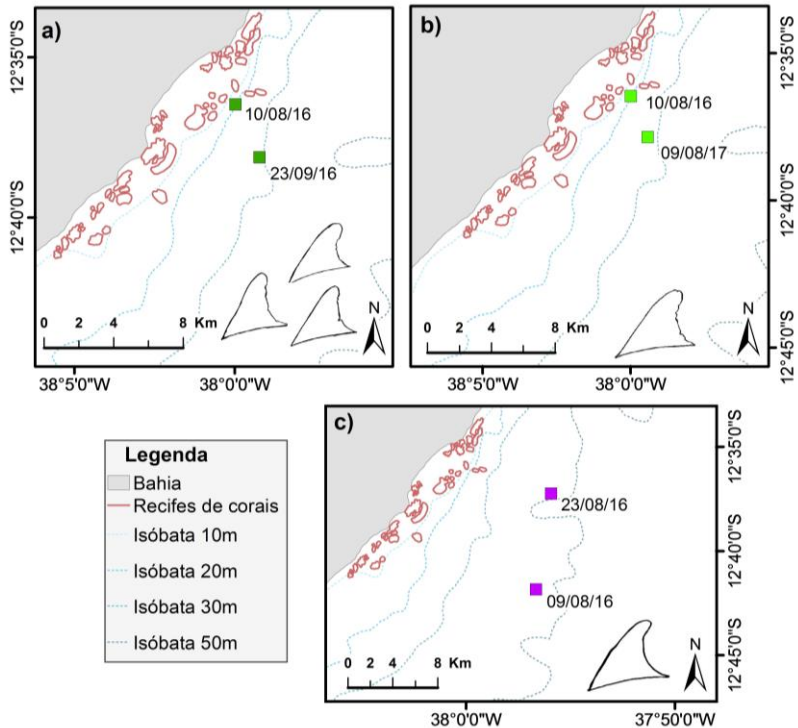 a)
12°35'0"S
10/08/16
23/09/16
12°40'0"S
0 2 4 8 Km
N
38°5'0"W 38°0'0"W
b)
12°35'0"S
10/08/16
09/08/17
12°40'0"S
0 2 4 8 Km
N
12°45'0"S
38°5'0"W 38°0'0"W
Legenda
Bahia
Recifes de corais
Isóbata 10m
Isóbata 20m
Isóbata 30m
Isóbata 50m
c)
12°35'0"S
23/08/16
12°40'0"S
09/08/16
0 2 4 8 Km
N
12°45'0"S
38°0'0"W 37°50'0"W